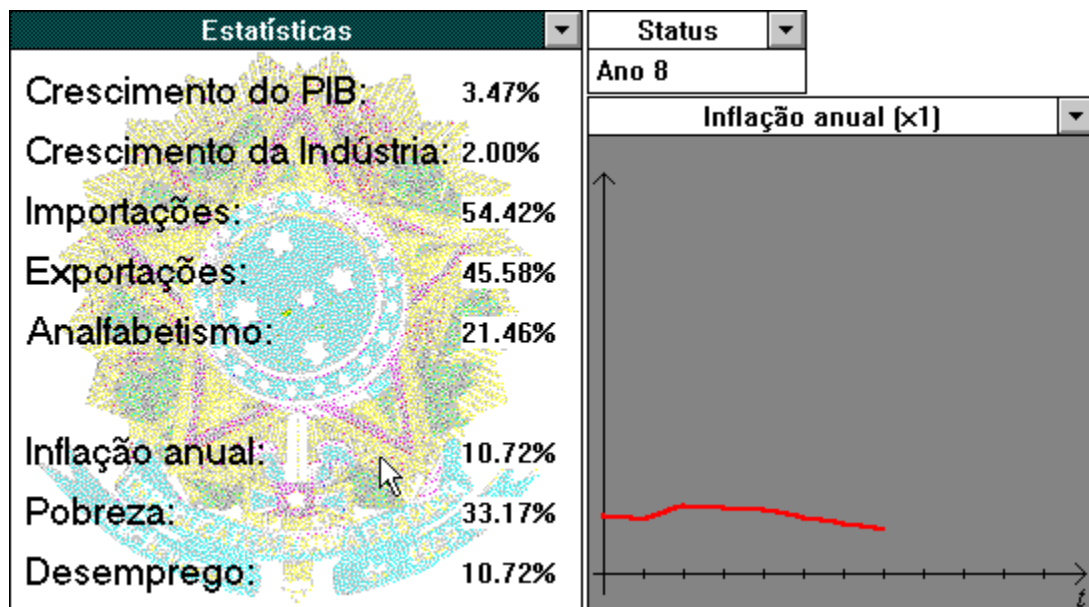 Estatísticas
Crescimento do PIB: 3.47%
Crescimento da Indústria: 2.00%
Importações: 54.42%
Exportações: 45.58%
Analfabetismo: 21.46%
Inflação anual: 10.72%
Pobreza: 33.17%
Desemprego: 10.72%
Status
Ano 8
Inflação anual (x1)
t